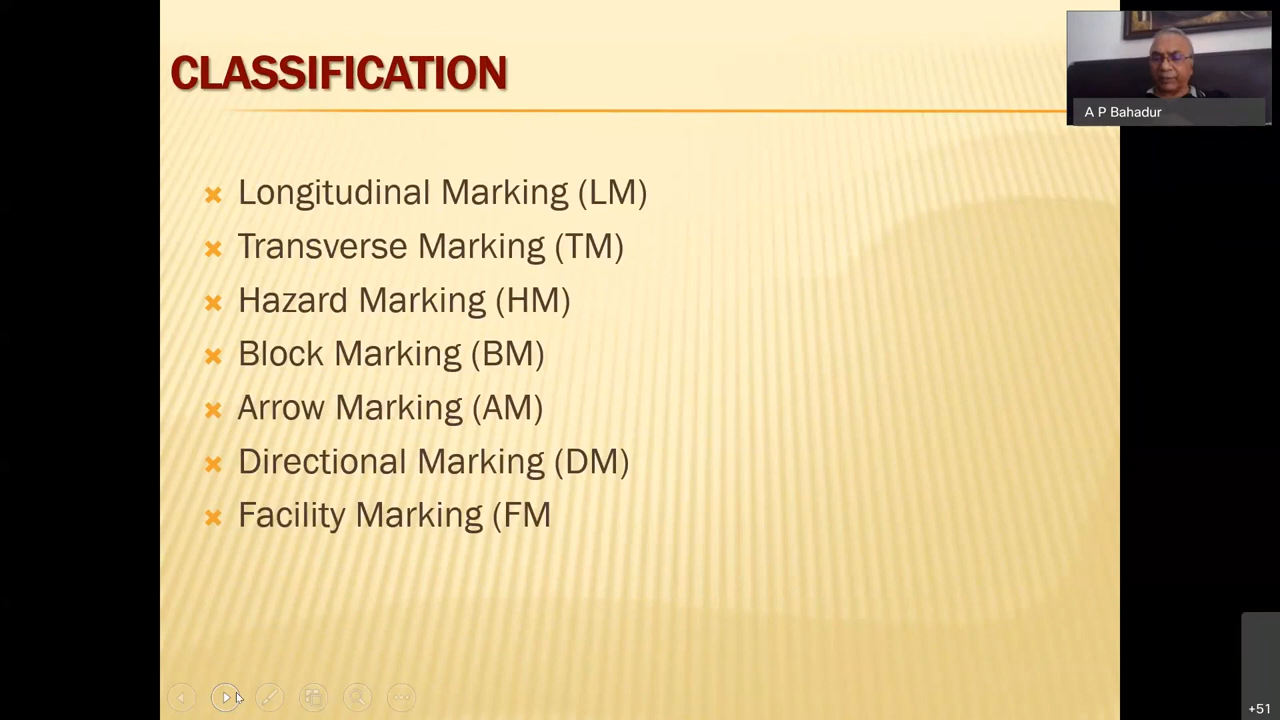 CLASSIFICATION
A P Bahadur
Longitudinal Marking (LM)
Transverse Marking (TM)
Hazard Marking (HM)
Block Marking (BM)
Arrow Marking (AM)
Directional Marking (DM)
Facility Marking (FM
+51